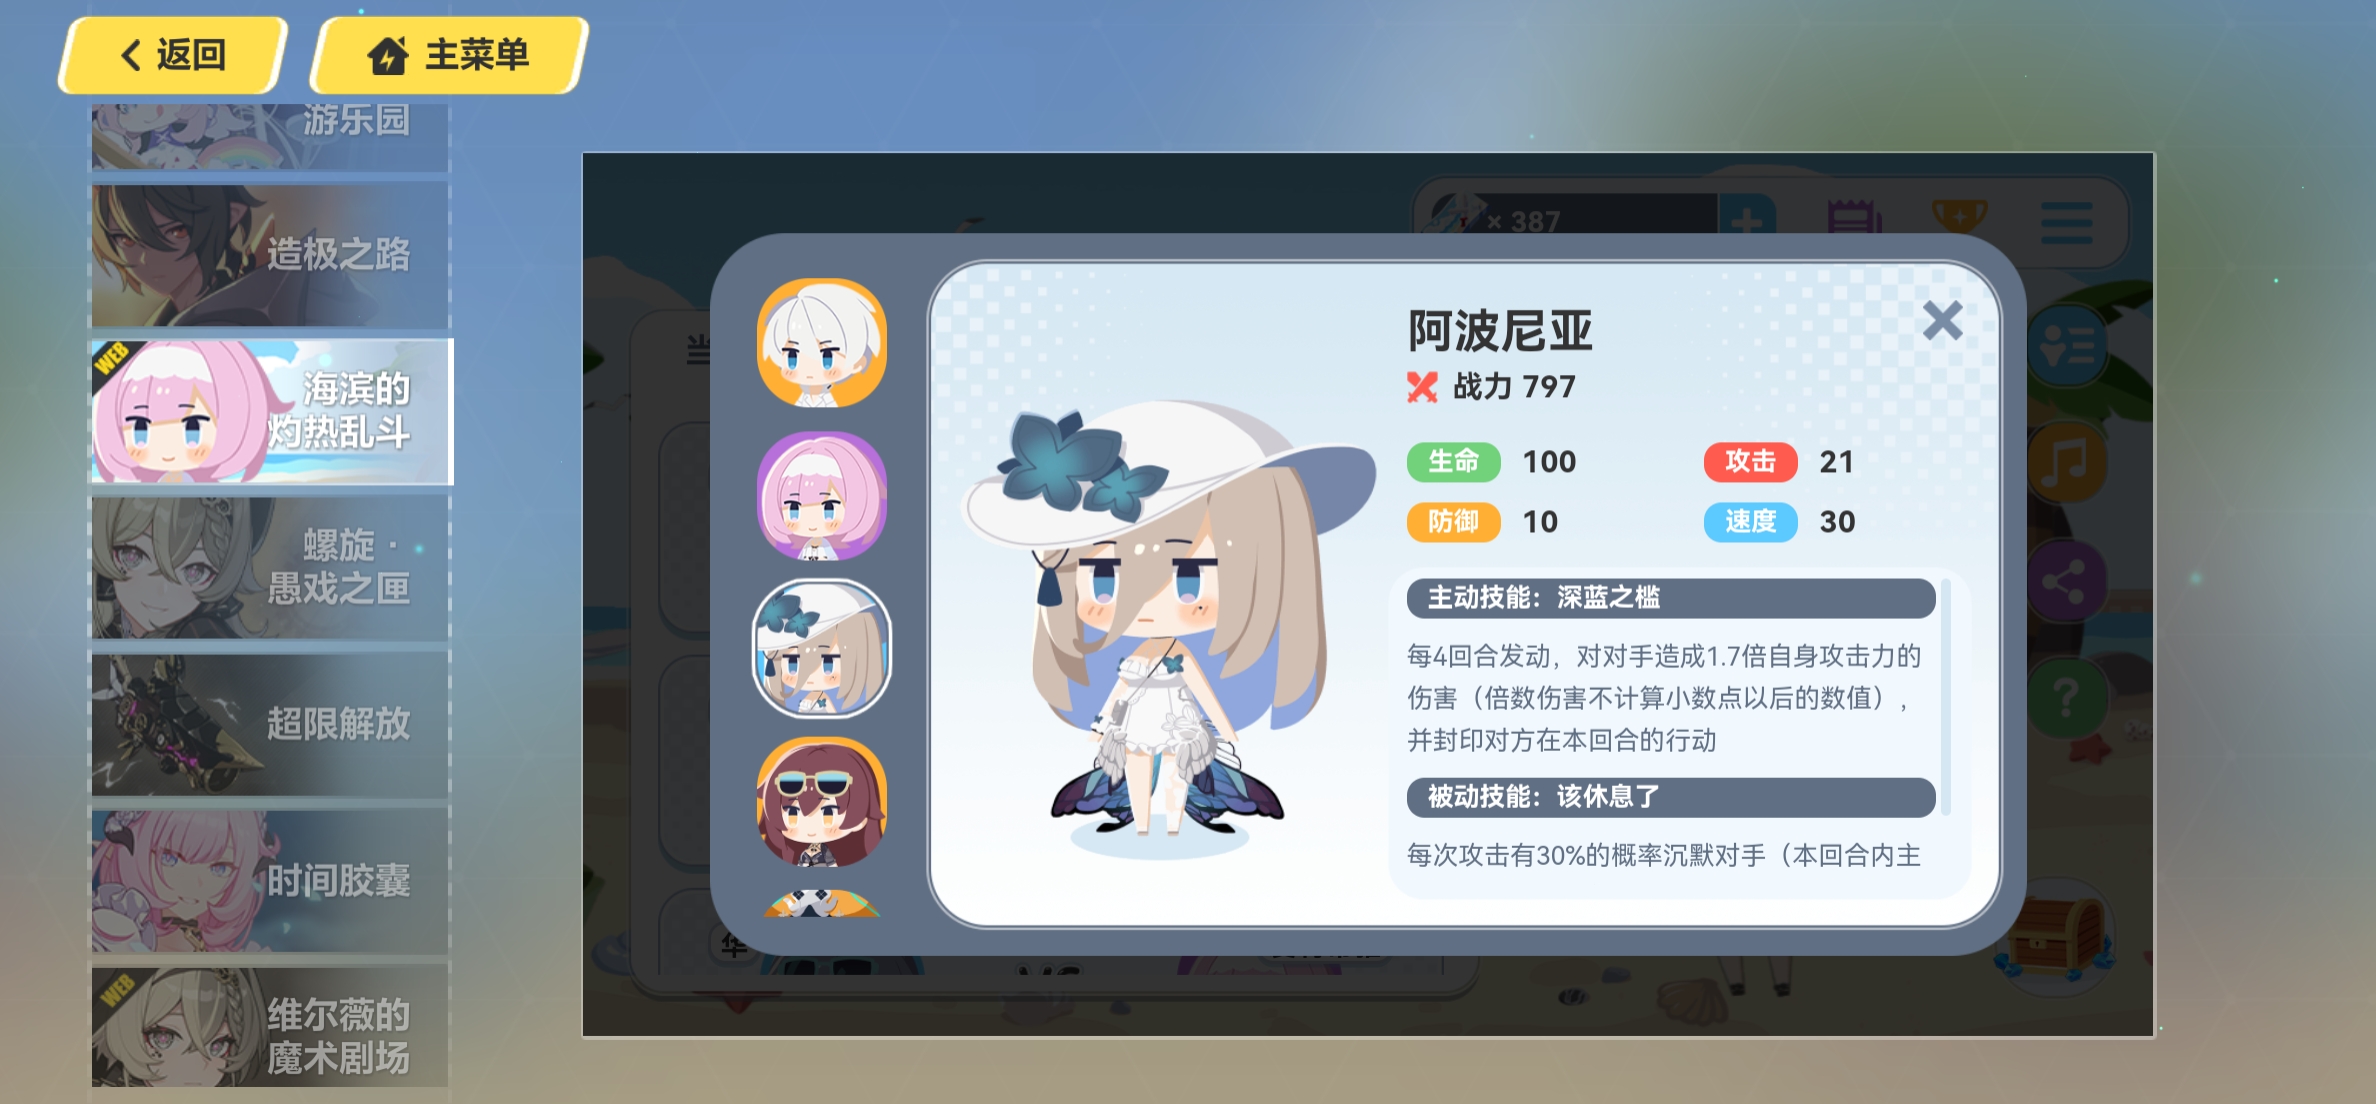 返回
主菜单
游乐园
造极之路
WEB
海滨的
灼热乱斗
螺旋·
愚戏之匣
超限解放
时间胶囊
WEB
维尔薇的
魔术剧场
× 387
当
阿波尼亚
战力 797
生命 100
攻击 21
防御 10
速度 30
主动技能：深蓝之槛
每4回合发动，对对手造成1.7倍自身攻击力的
伤害（倍数伤害不计算小数点以后的数值），
并封印对方在本回合的行动
被动技能：该休息了
每次攻击有30%的概率沉默对手（本回合内主
华
VS